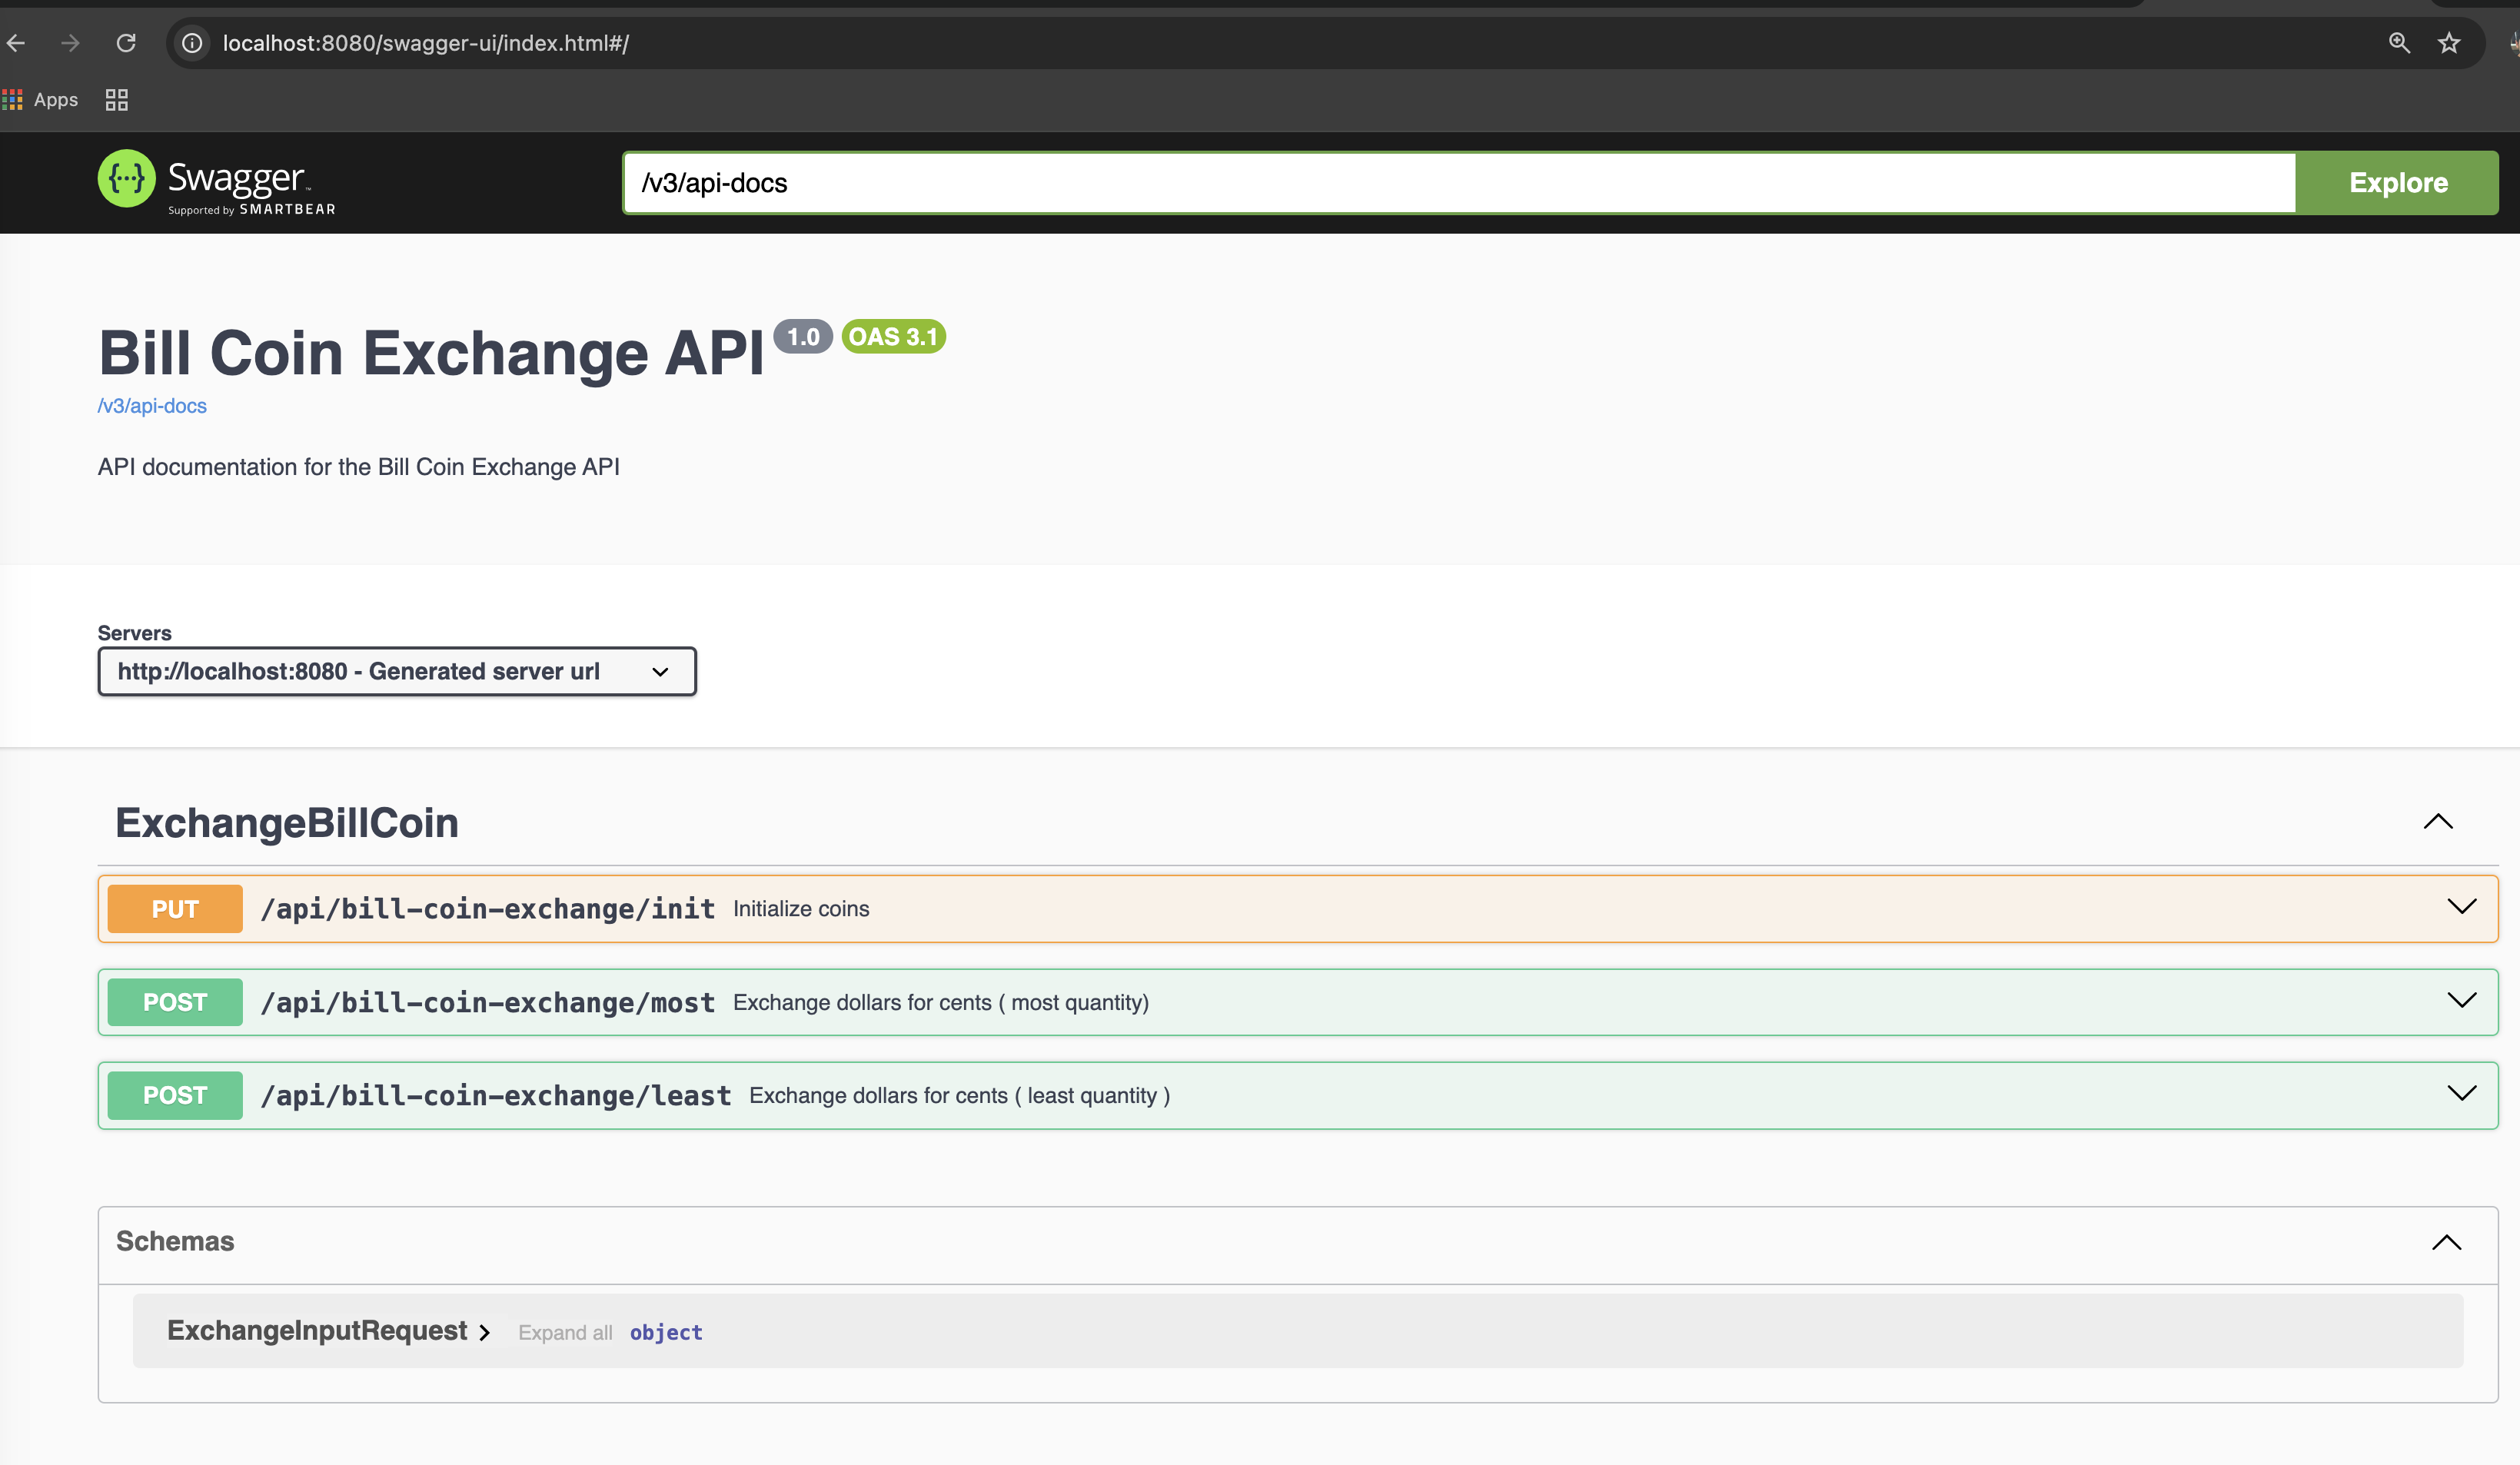 localhost:8080/swagger-ui/index.html#/
Apps
{···} Swagger™
Supported by SMARTBEAR
/v3/api-docs
Explore
Bill Coin Exchange API 1.0 OAS 3.1
/v3/api-docs
API documentation for the Bill Coin Exchange API
Servers
http://localhost:8080 - Generated server url
ExchangeBillCoin
PUT /api/bill-coin-exchange/init Initialize coins
POST /api/bill-coin-exchange/most Exchange dollars for cents ( most quantity)
POST /api/bill-coin-exchange/least Exchange dollars for cents ( least quantity )
Schemas
ExchangeInputRequest Expand all object